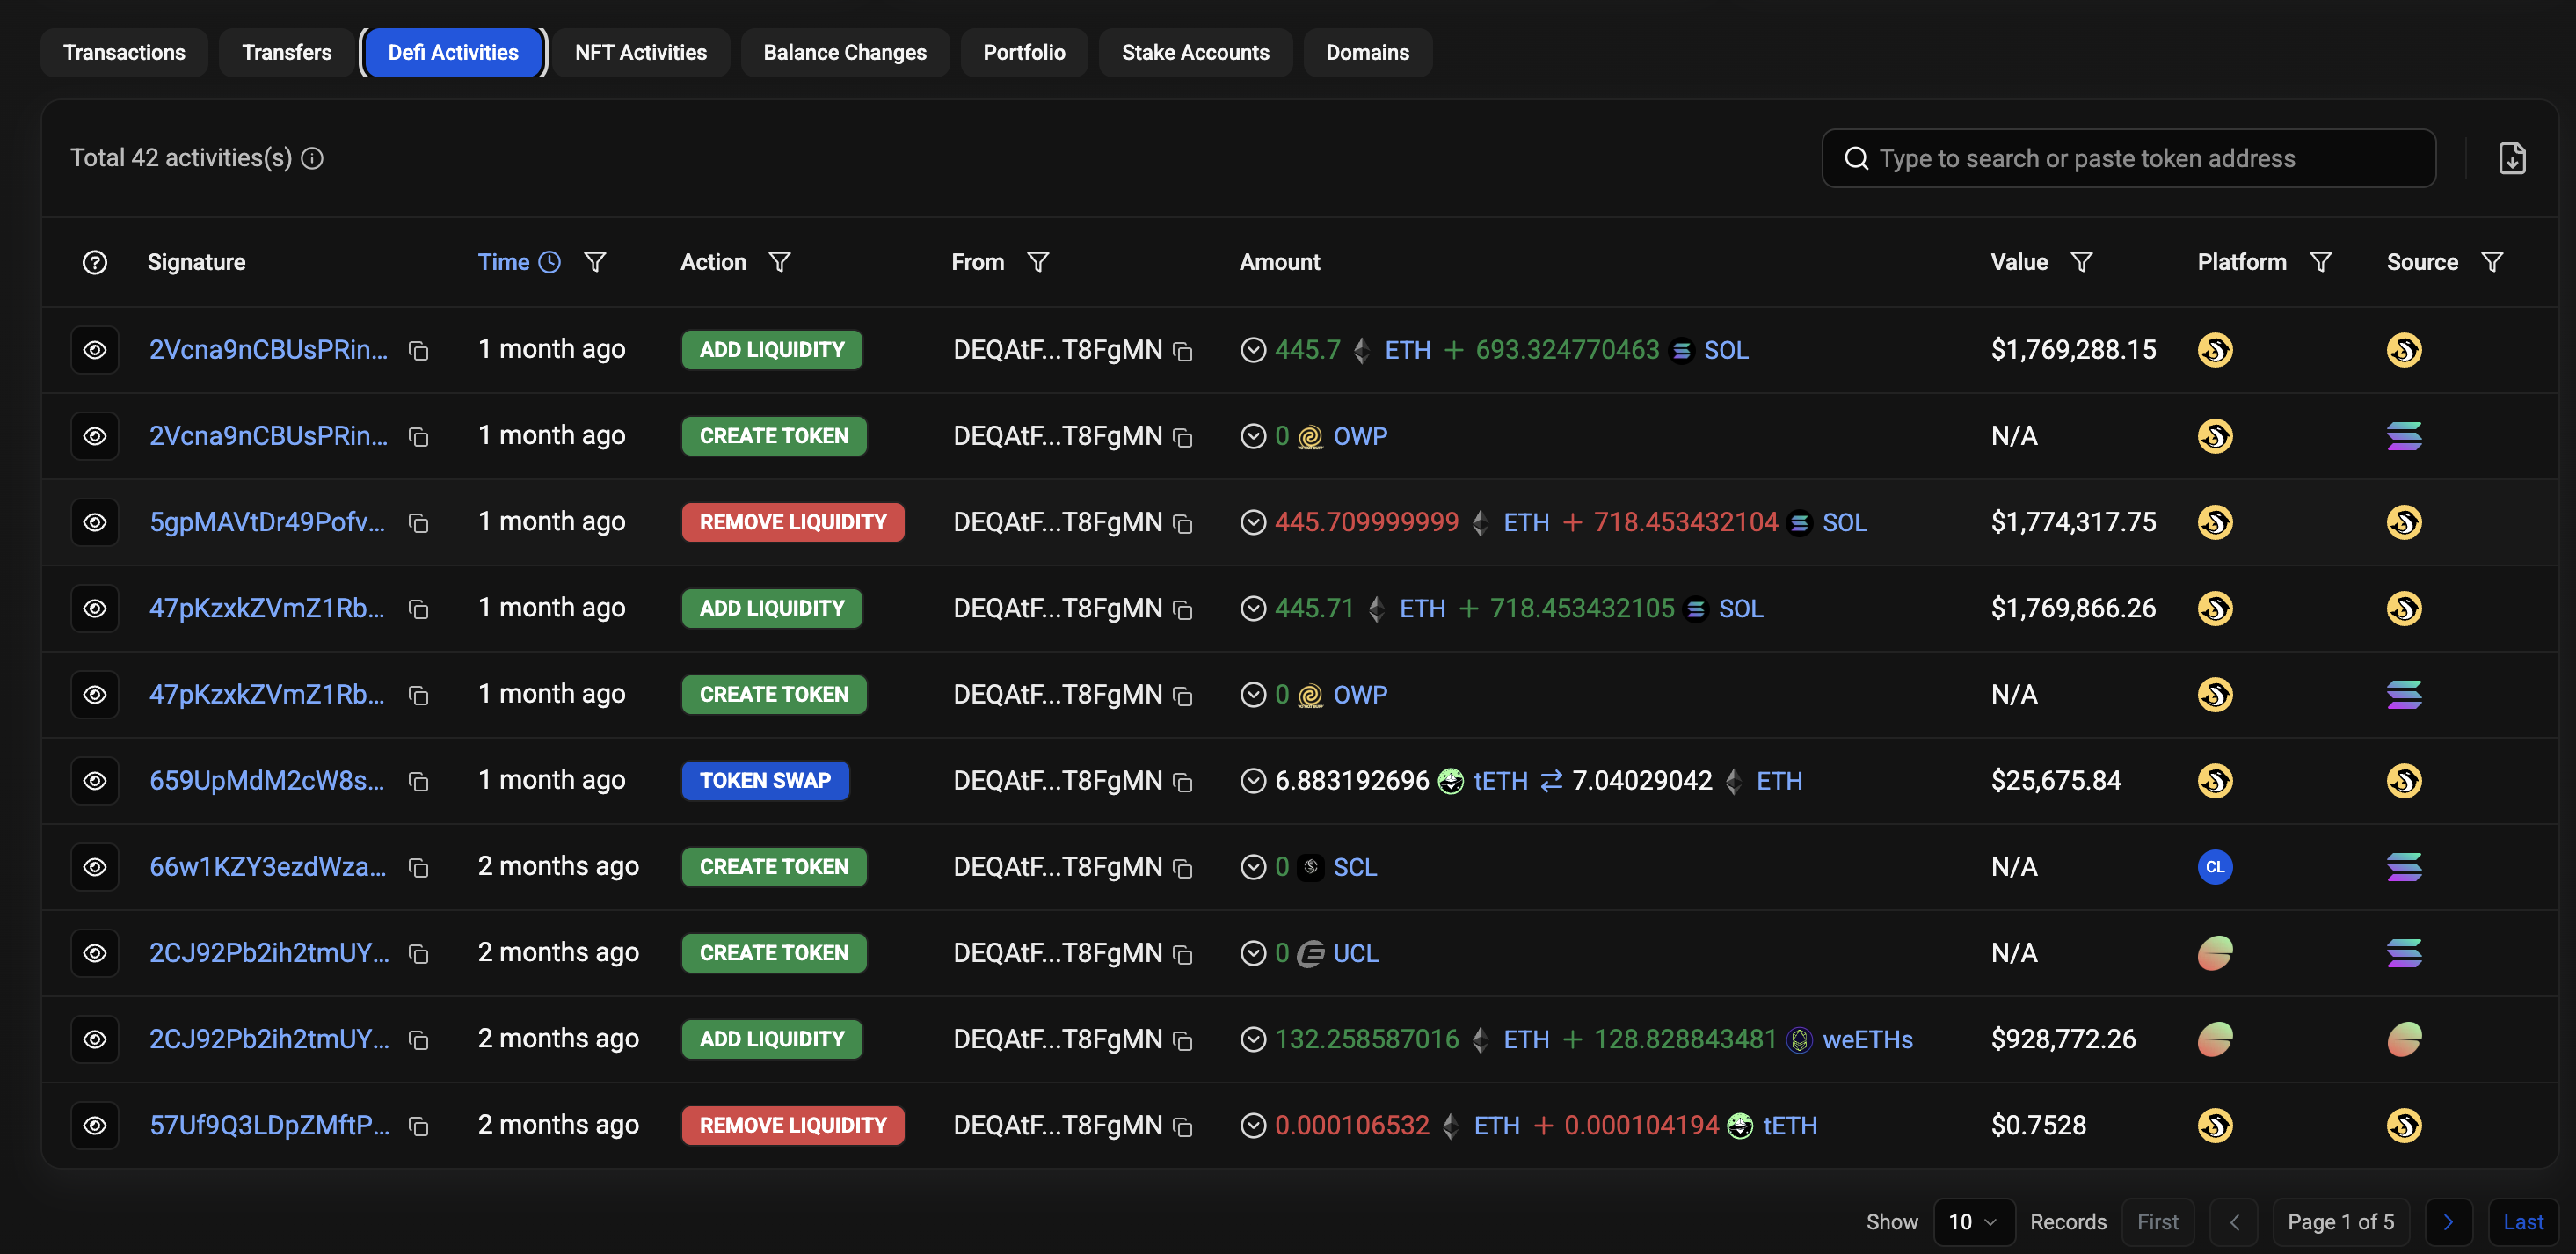 Transactions Transfers Defi Activities NFT Activities Balance Changes Portfolio Stake Accounts Domains
Total 42 activities(s) Type to search or paste token address
Signature Time Action From Amount Value Platform Source
2Vcna9nCBUsPRin... 1 month ago ADD LIQUIDITY DEQAtF...T8FgMN 445.7 ETH + 693.324770463 SOL $1,769,288.15
2Vcna9nCBUsPRin... 1 month ago CREATE TOKEN DEQAtF...T8FgMN 0 OWP N/A
5gpMAVtDr49Pofv... 1 month ago REMOVE LIQUIDITY DEQAtF...T8FgMN 445.709999999 ETH + 718.453432104 SOL $1,774,317.75
47pKzxkZVmZ1Rb... 1 month ago ADD LIQUIDITY DEQAtF...T8FgMN 445.71 ETH + 718.453432105 SOL $1,769,866.26
47pKzxkZVmZ1Rb... 1 month ago CREATE TOKEN DEQAtF...T8FgMN 0 OWP N/A
659UpMdM2cW8s... 1 month ago TOKEN SWAP DEQAtF...T8FgMN 6.883192696 tETH ⇄ 7.04029042 ETH $25,675.84
66w1KZY3ezdWza... 2 months ago CREATE TOKEN DEQAtF...T8FgMN 0 SCL N/A CL
2CJ92Pb2ih2tmUY... 2 months ago CREATE TOKEN DEQAtF...T8FgMN 0 UCL N/A
2CJ92Pb2ih2tmUY... 2 months ago ADD LIQUIDITY DEQAtF...T8FgMN 132.258587016 ETH + 128.828843481 weETHs $928,772.26
57Uf9Q3LDpZMftP... 2 months ago REMOVE LIQUIDITY DEQAtF...T8FgMN 0.000106532 ETH + 0.000104194 tETH $0.7528
Show 10 Records First Page 1 of 5 Last